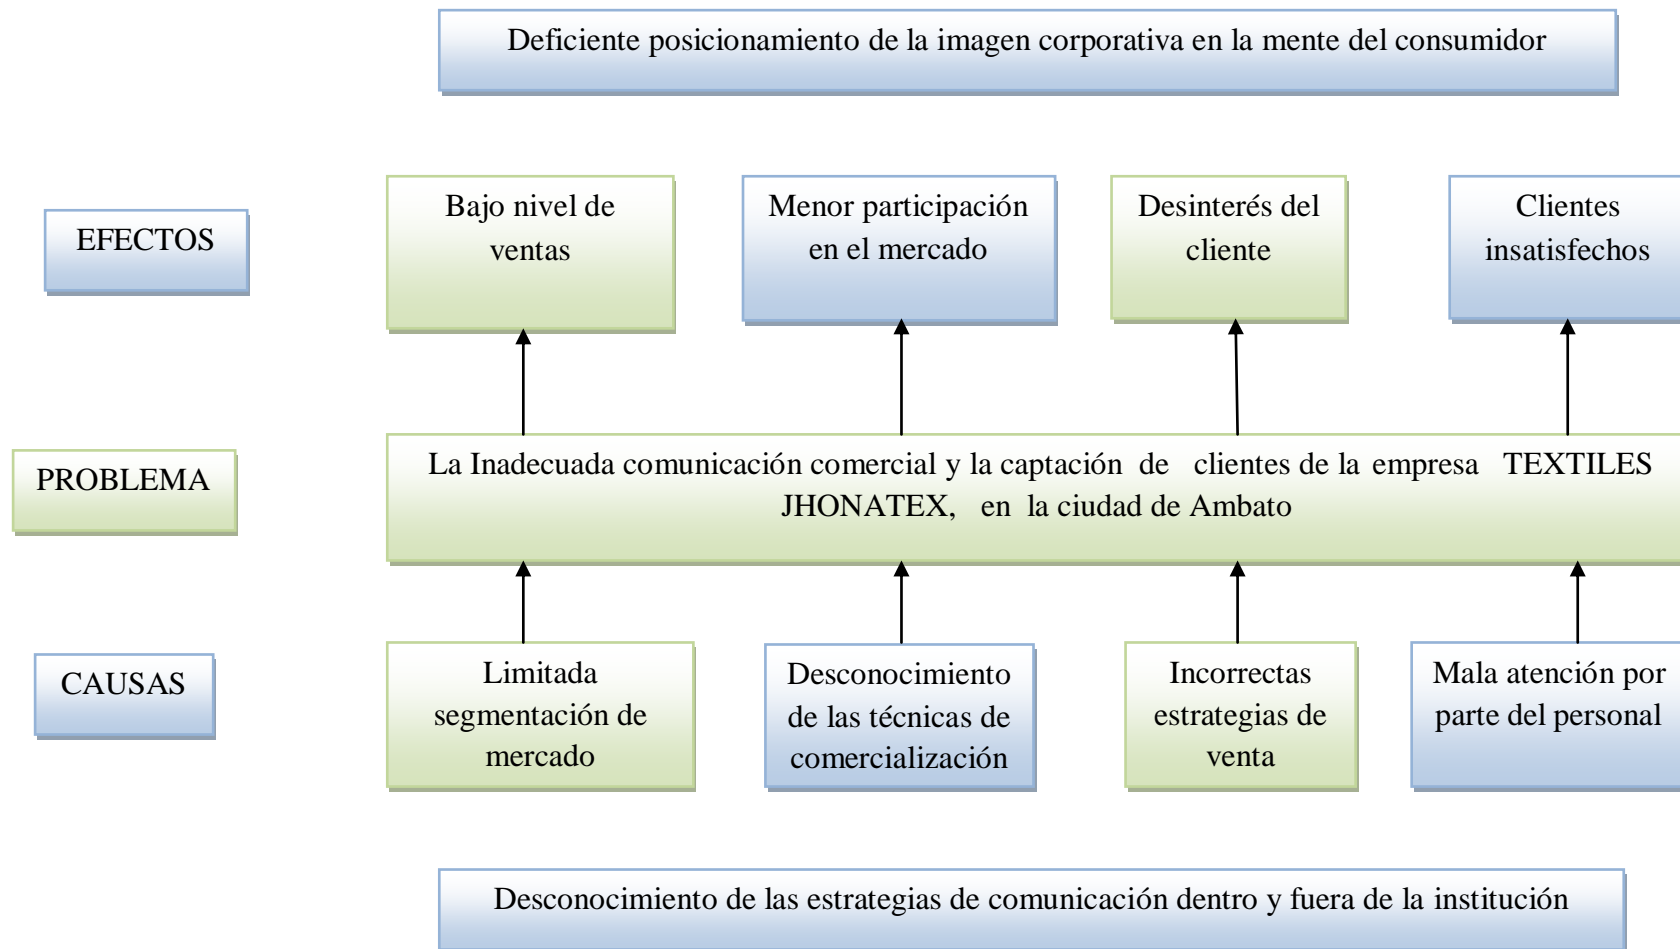 Deficiente posicionamiento de la imagen corporativa en la mente del consumidor
EFECTOS
Bajo nivel de
ventas
Menor participación
en el mercado
Desinterés del
cliente
Clientes
insatisfechos
PROBLEMA
La Inadecuada comunicación comercial y la captación de clientes de la empresa TEXTILES
JHONATEX, en la ciudad de Ambato
CAUSAS
Limitada
segmentación de
mercado
Desconocimiento
de las técnicas de
comercialización
Incorrectas
estrategias de
venta
Mala atención por
parte del personal
Desconocimiento de las estrategias de comunicación dentro y fuera de la institución